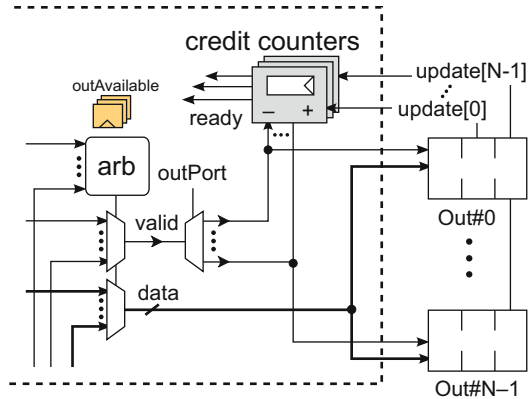 credit counters
update[N-1]
outAvailable
update[0]
ready
− +
arb
outPort
Out#0
valid
data
Out#N–1